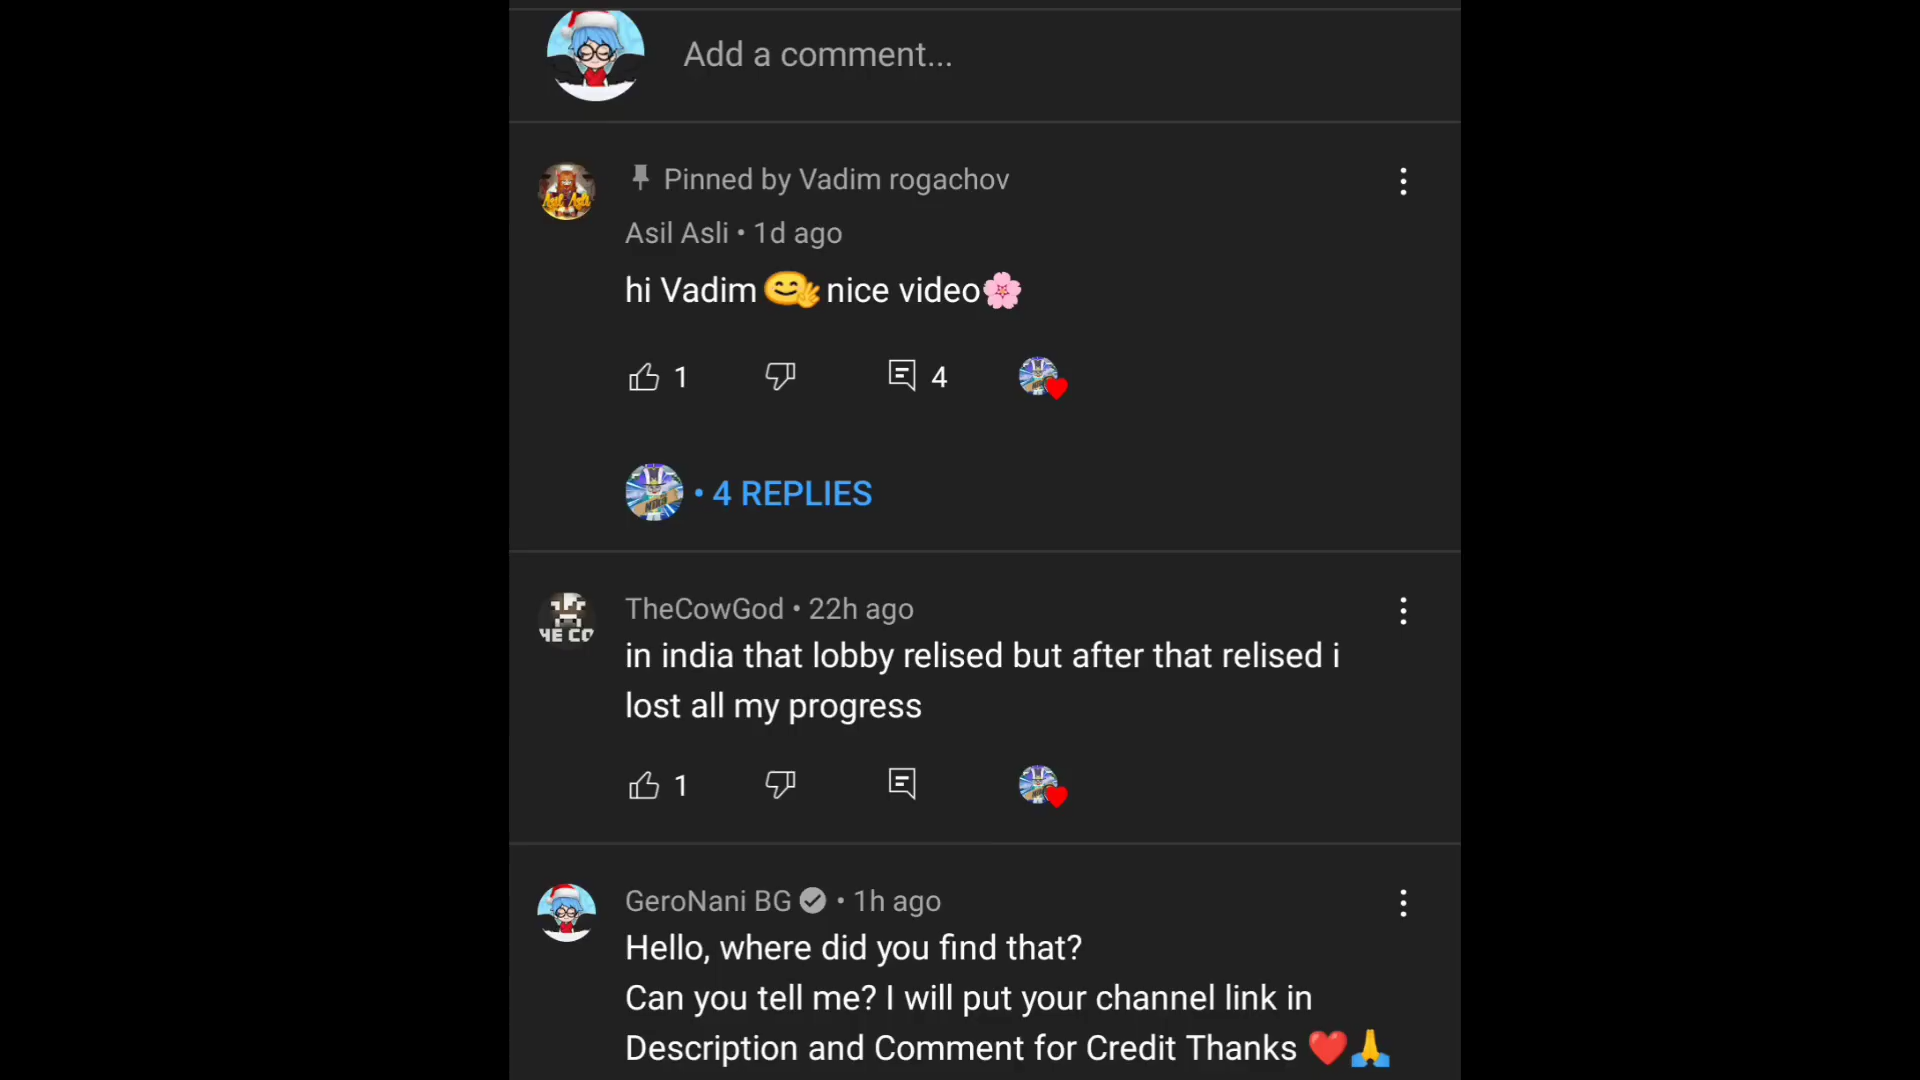 Add a comment...
Pinned by Vadim rogachov
Asil Asli • 1d ago
hi Vadim 😊👋 nice video🌸
1
4
• 4 REPLIES
TheCowGod • 22h ago
in india that lobby relised but after that relised i
lost all my progress
1
GeroNani BG • 1h ago
Hello, where did you find that?
Can you tell me? I will put your channel link in
Description and Comment for Credit Thanks ❤️🙏